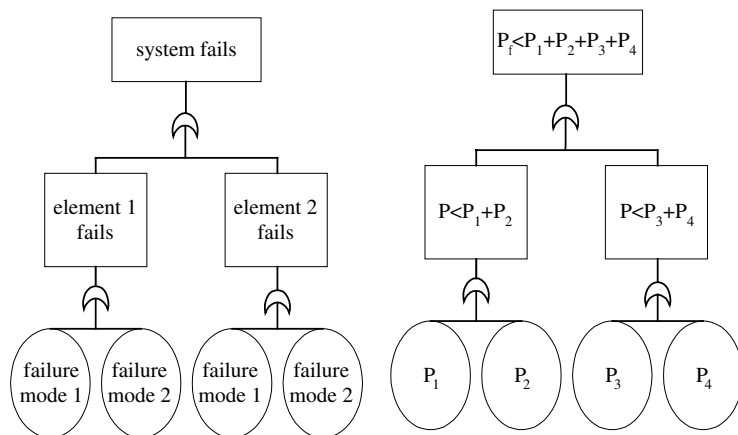 system fails
element 1
fails
element 2
fails
failure
mode 1
failure
mode 2
failure
mode 1
failure
mode 2
P_f<P_1+P_2+P_3+P_4
P<P_1+P_2
P<P_3+P_4
P_1
P_2
P_3
P_4